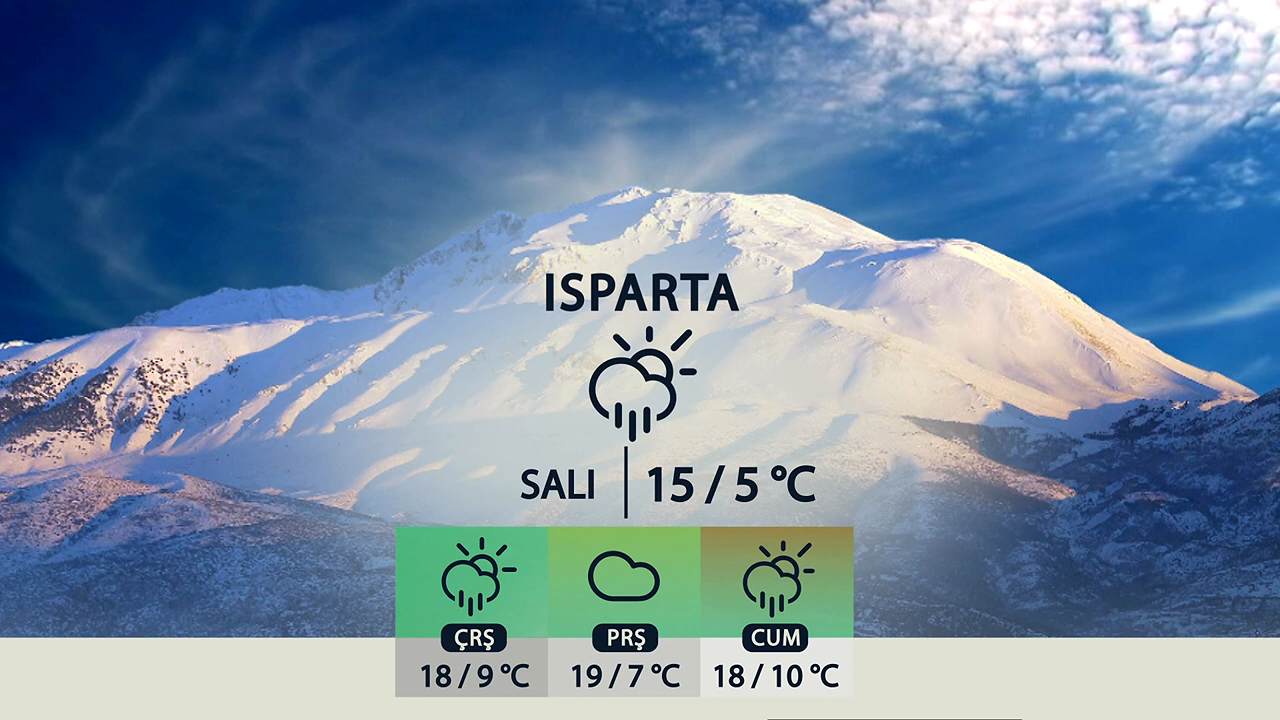 ISPARTA
SALI 15 / 5 °C
ÇRŞ PRŞ CUM
18 / 9 °C 19 / 7 °C 18 / 10 °C